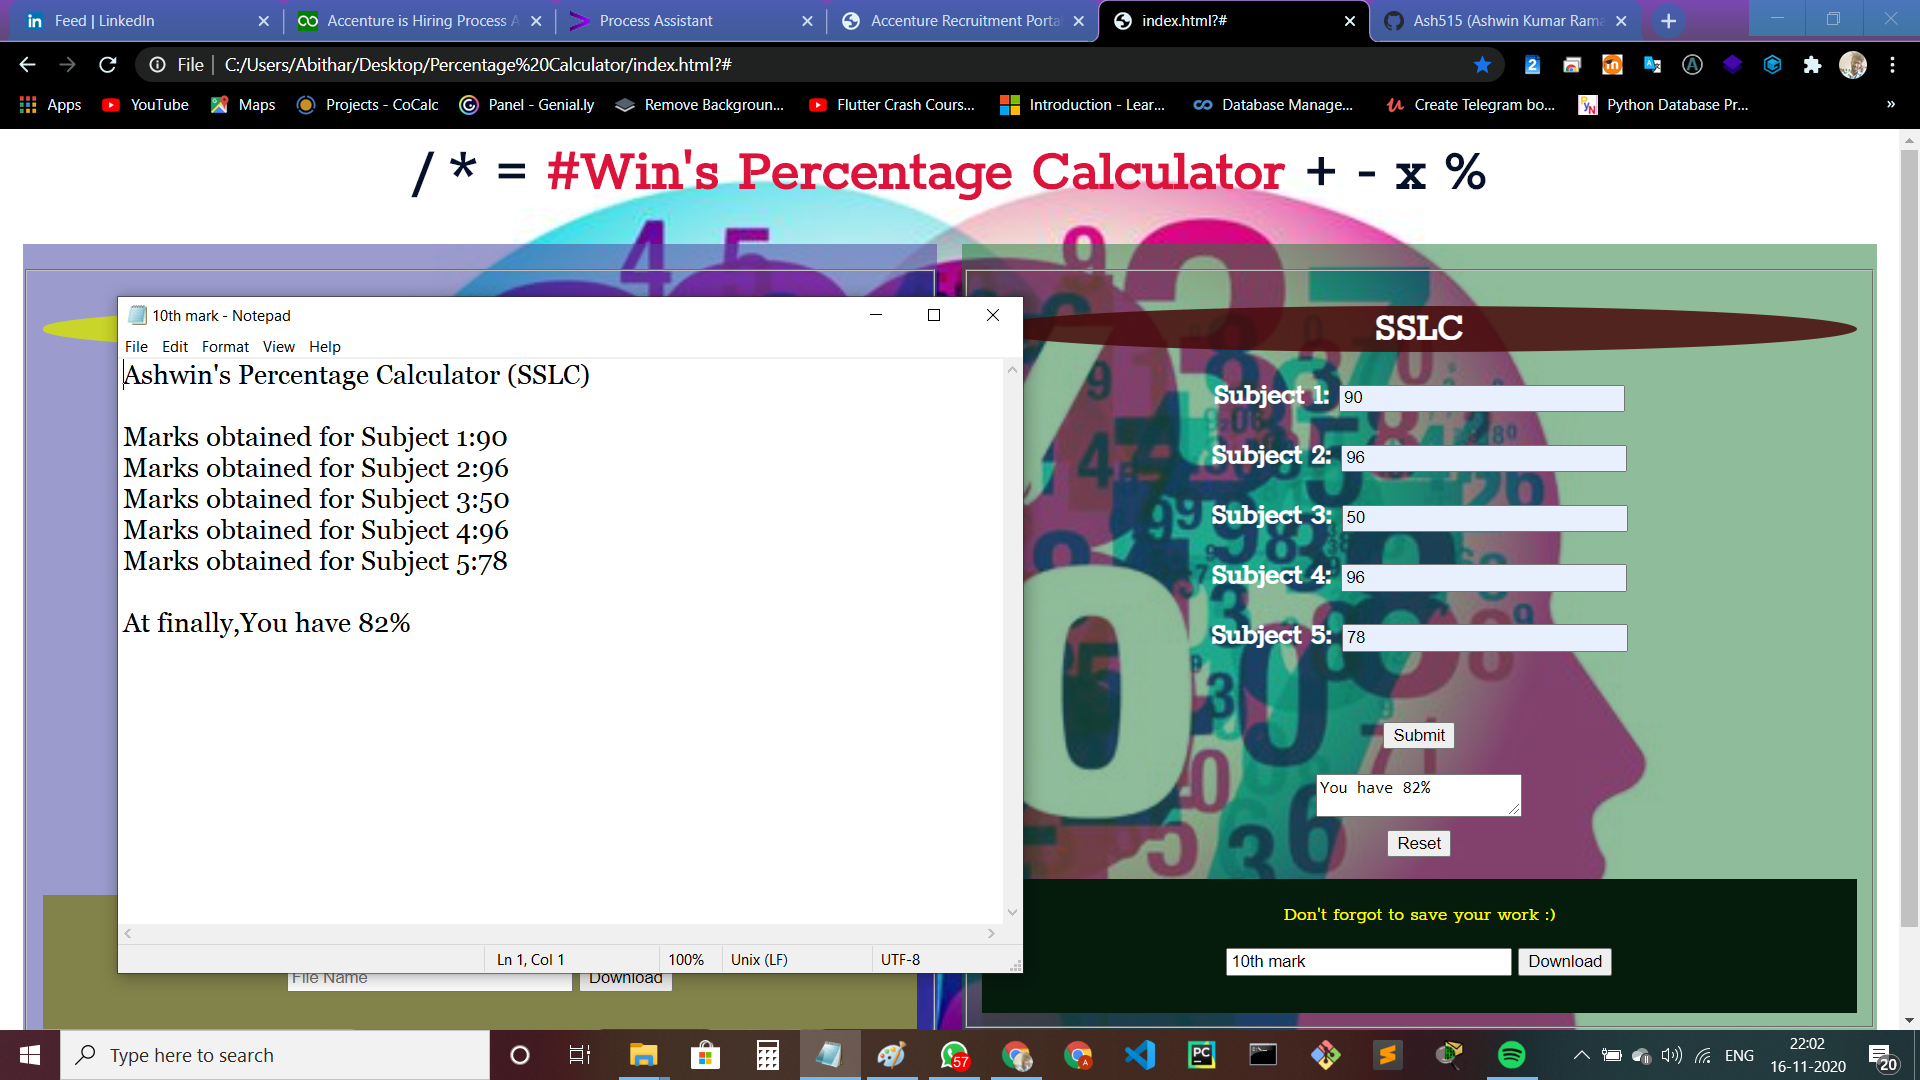 Feed | LinkedIn
Accenture is Hiring Process A
Process Assistant
Accenture Recruitment Porta
index.html?#
Ash515 (Ashwin Kumar Rama
File
C:/Users/Abithar/Desktop/Percentage%20Calculator/index.html?#
Apps
YouTube
Maps
Projects - CoCalc
Panel - Genial.ly
Remove Backgroun...
Flutter Crash Cours...
Introduction - Lear...
Database Manage...
Create Telegram bo...
Python Database Pr...
»
/ * = #Win's Percentage Calculator + - x %
10th mark - Notepad
File Edit Format View Help
Ashwin's Percentage Calculator (SSLC)
Marks obtained for Subject 1:90
Marks obtained for Subject 2:96
Marks obtained for Subject 3:50
Marks obtained for Subject 4:96
Marks obtained for Subject 5:78
At finally,You have 82%
Ln 1, Col 1
100%
Unix (LF)
UTF-8
File Name
Download
SSLC
Subject 1: 90
Subject 2: 96
Subject 3: 50
Subject 4: 96
Subject 5: 78
Submit
You have 82%
Reset
Don't forgot to save your work :)
10th mark
Download
Type here to search
57
ENG
22:02
16-11-2020
20